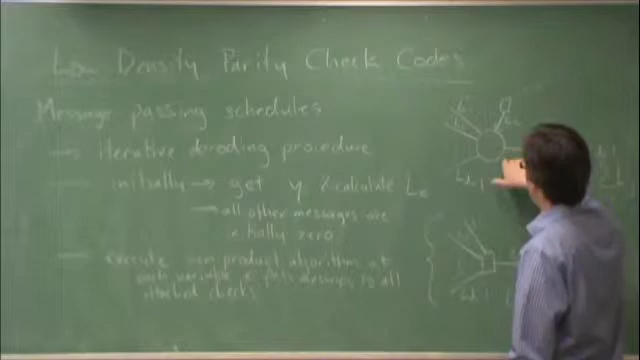 Low Density Parity Check Codes
Message passing schedules
— iterative decoding procedure
— initially → get y & calculate Lc
→ all other messages are
initially zero
— execute sum product algorithm at
each variable & pass messages to all
attached checks